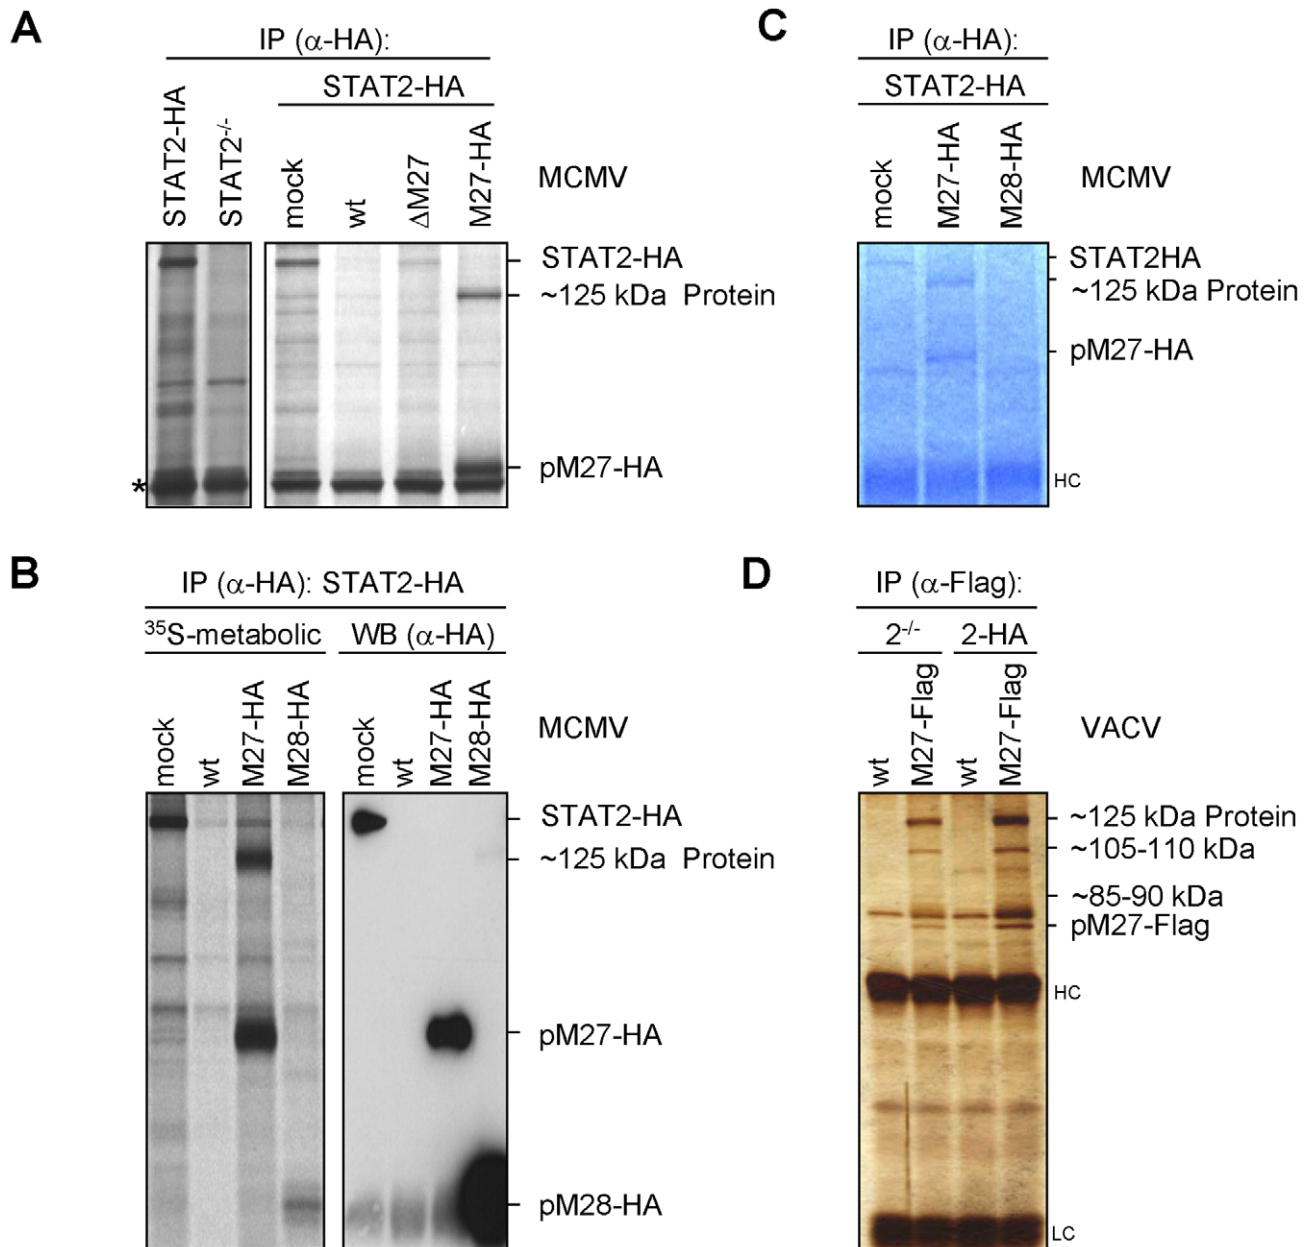 A
IP (α-HA):
STAT2-HA
STAT2-HA
STAT2-/-
mock
wt
ΔM27
M27-HA
MCMV
STAT2-HA
~125 kDa Protein
pM27-HA
*
C
IP (α-HA):
STAT2-HA
mock
M27-HA
M28-HA
MCMV
STAT2HA
~125 kDa Protein
pM27-HA
HC
B
IP (α-HA): STAT2-HA
35S-metabolic
WB (α-HA)
mock
wt
M27-HA
M28-HA
mock
wt
M27-HA
M28-HA
MCMV
STAT2-HA
~125 kDa Protein
pM27-HA
pM28-HA
D
IP (α-Flag):
2-/-
2-HA
wt
M27-Flag
wt
M27-Flag
VACV
~125 kDa Protein
~105-110 kDa
~85-90 kDa
pM27-Flag
HC
LC